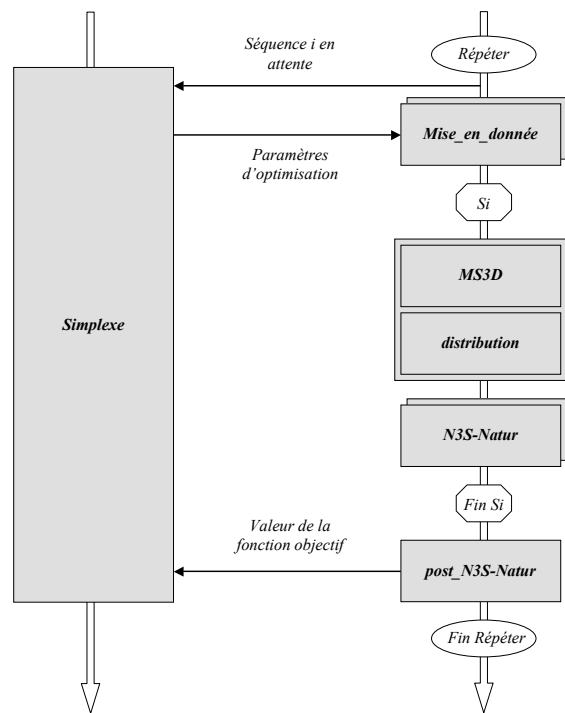 Séquence i en
attente
Répéter
Mise_en_donnée
Paramètres
d'optimisation
Si
MS3D
Simplexe
distribution
N3S-Natur
Fin Si
Valeur de la
fonction objectif
post_N3S-Natur
Fin Répéter